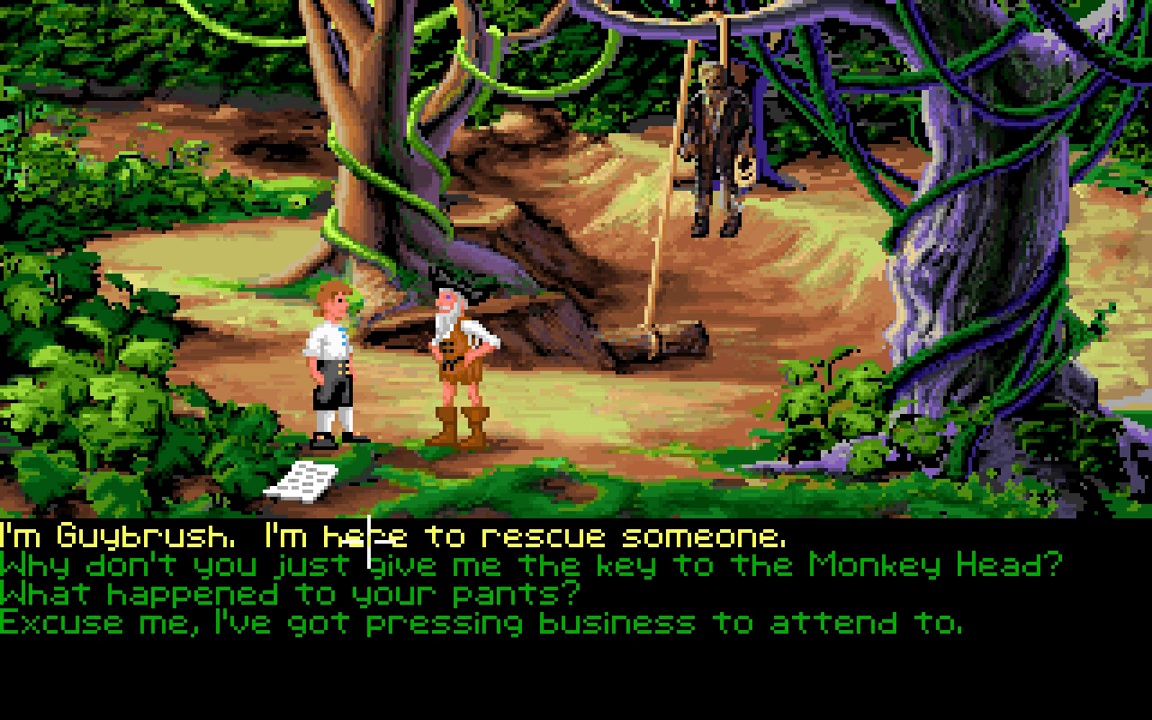 I'm Guybrush.  I'm here to rescue someone.
Why don't you just give me the key to the Monkey Head?
What happened to your pants?
Excuse me, I've got pressing business to attend to.